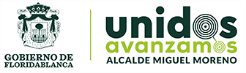 GOBIERNO DE
FLORIDABLANCA
unidos
avanzamos
ALCALDE MIGUEL MORENO